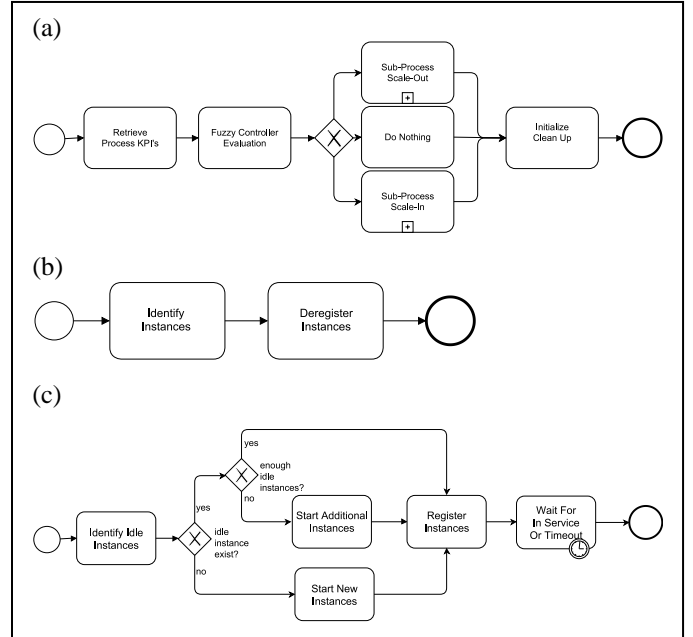 (a)
Sub-Process
Scale-Out
Retrieve
Process KPI's
Fuzzy Controller
Evaluation
Do Nothing
Initialize
Clean Up
Sub-Process
Scale-In
(b)
Identify
Instances
Deregister
Instances
(c)
yes
enough
idle
instances?
yes
no
Start Additional
Instances
Register
Instances
Wait For
In Service
Or Timeout
Identify Idle
Instances
idle
instance
exist?
no
Start New
Instances